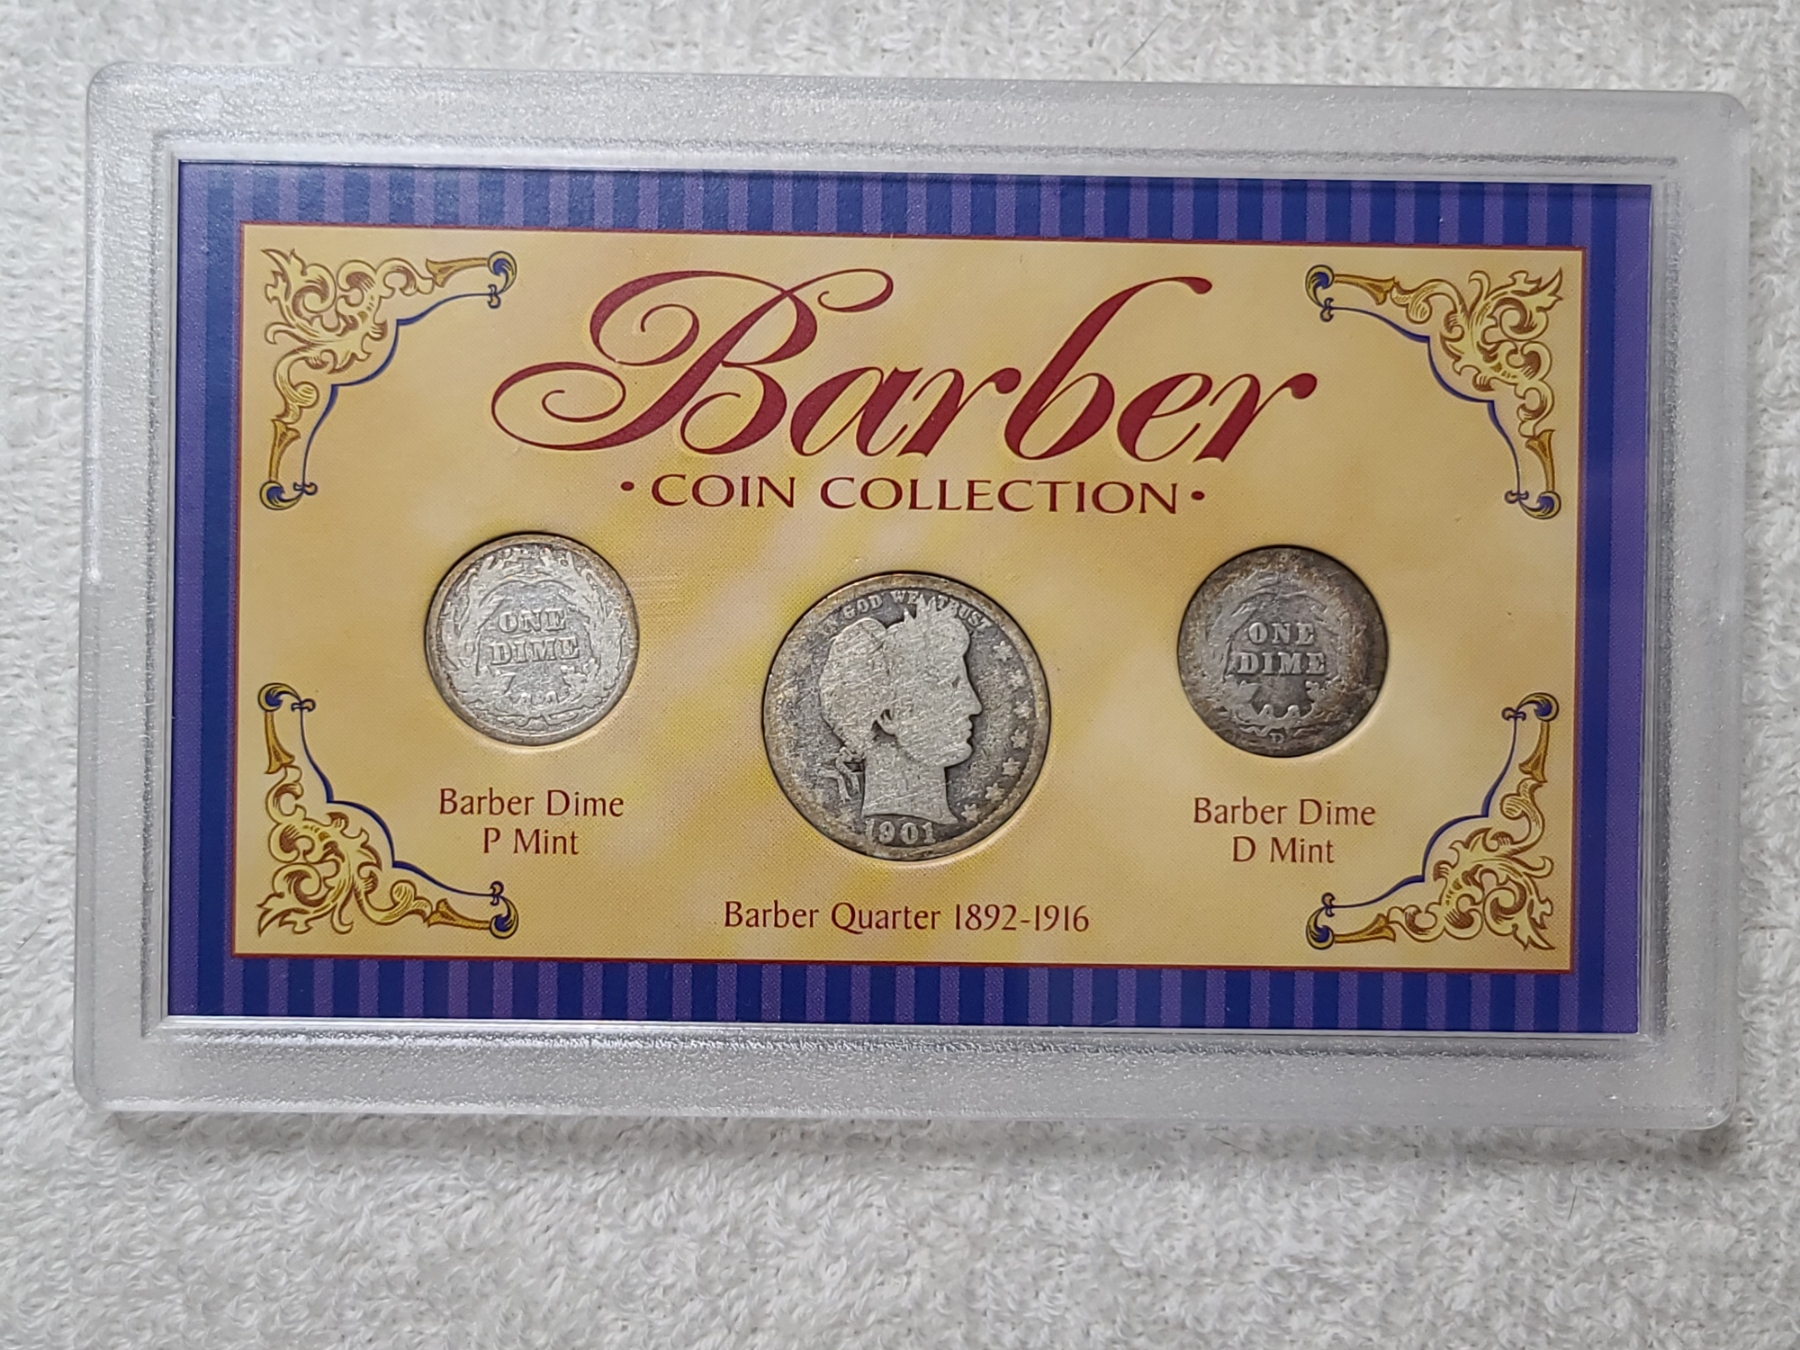 Barber
• COIN COLLECTION •
ONE
DIME
IN GOD WE TRUST
1901
ONE
DIME
D
Barber Dime
P Mint
Barber Quarter 1892-1916
Barber Dime
D Mint